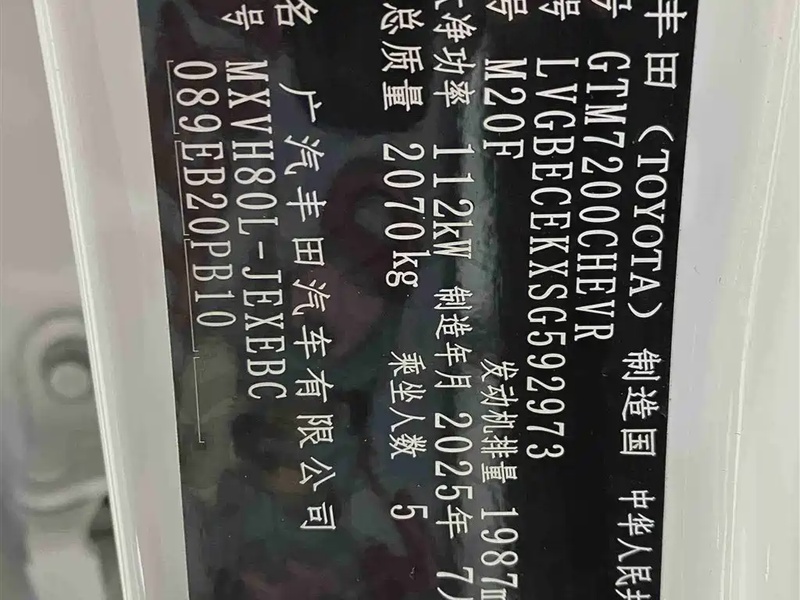 丰田（TOYOTA） 制造国 中华人民共
号 GTM7200CHEVR
号 LVGBECEKXSG592973
号 M20F 发动机排量 1987m
净功率 112kW 制造年月 2025年 7月
总质量 2070kg 乘坐人数 5
名 广汽丰田汽车有限公司
号 MXVH80L-JEXEBC
089EB20PB10